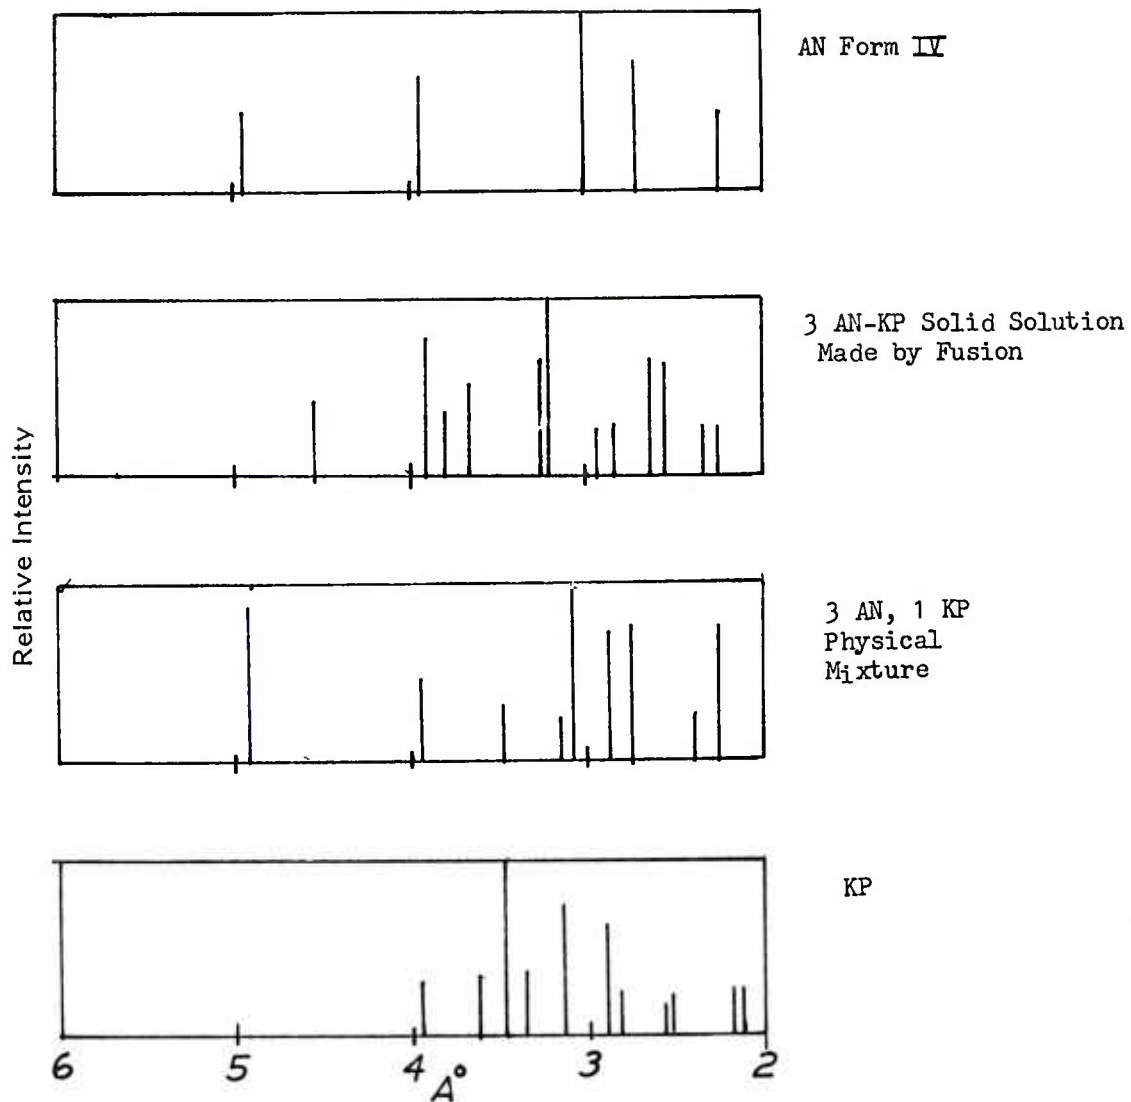 AN Form IV
3 AN-KP Solid Solution
Made by Fusion
Relative Intensity
3 AN, 1 KP
Physical
Mixture
KP
6 5 4 3 2
A°